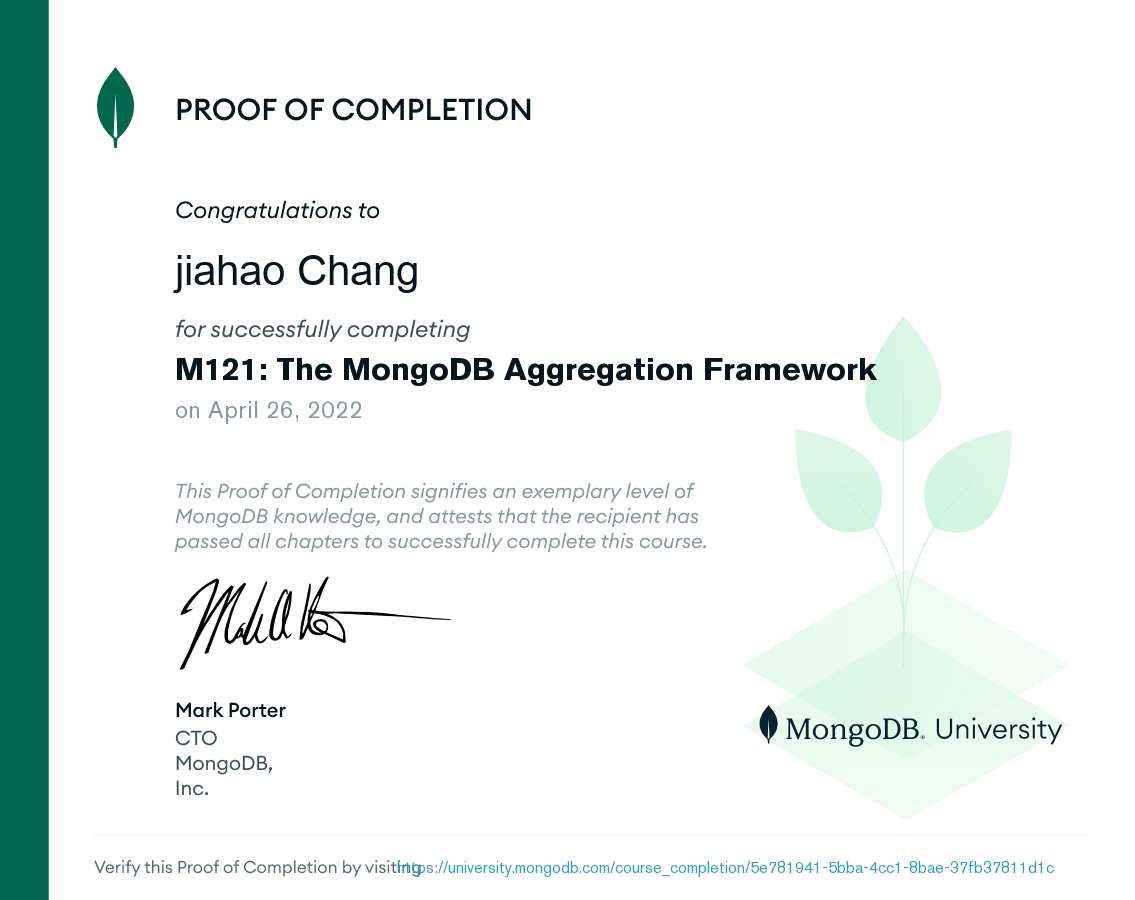 PROOF OF COMPLETION
Congratulations to
jiahao Chang
for successfully completing
M121: The MongoDB Aggregation Framework
on April 26, 2022
This Proof of Completion signifies an exemplary level of
MongoDB knowledge, and attests that the recipient has
passed all chapters to successfully complete this course.
Mark Porter
CTO
MongoDB,
Inc.
MongoDB. University
Verify this Proof of Completion by visiting https://university.mongodb.com/course_completion/5e781941-5bba-4cc1-8bae-37fb37811d1c